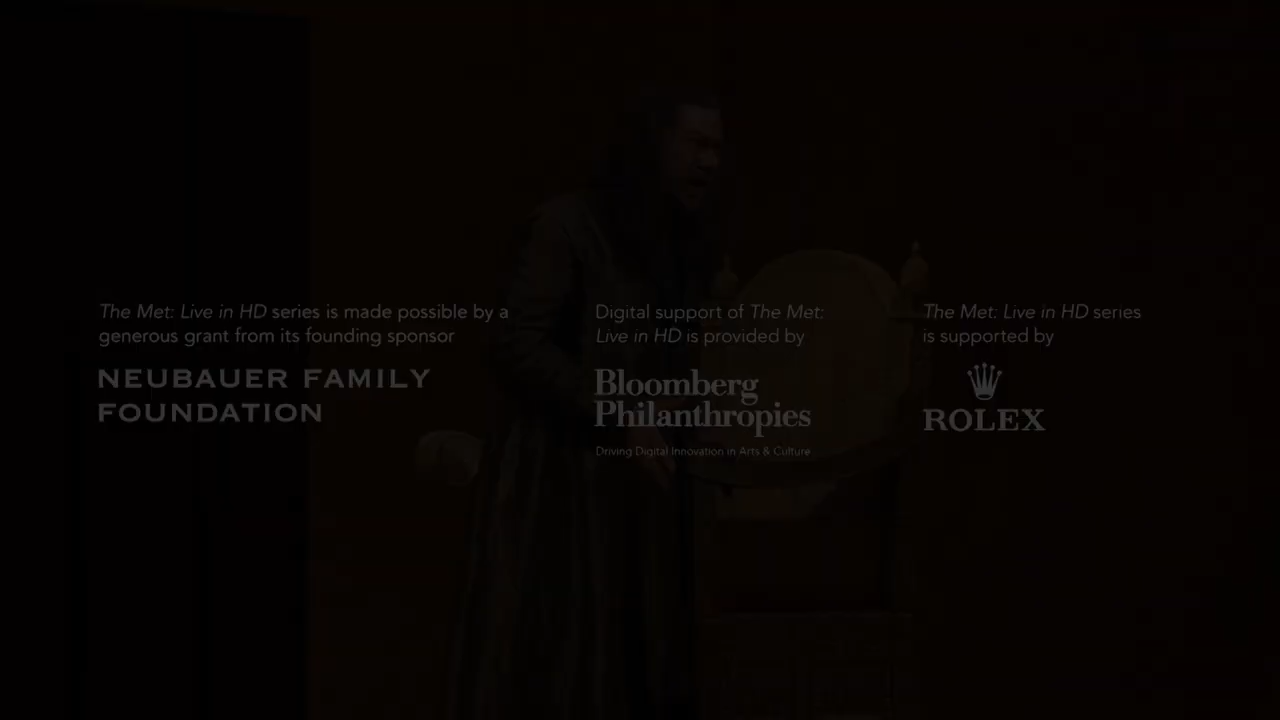 The Met: Live in HD series is made possible by a
generous grant from its founding sponsor
NEUBAUER FAMILY
FOUNDATION
Digital support of The Met:
Live in HD is provided by
Bloomberg
Philanthropies
Driving Digital Innovation in Arts & Culture
The Met: Live in HD series
is supported by
ROLEX